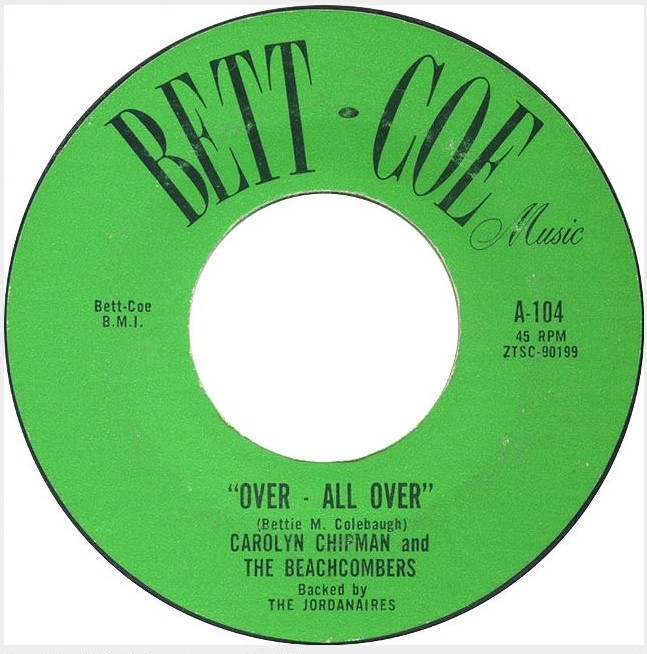 BETT · COE
Music
Bett-Coe
B.M.I.
A-104
45 RPM
ZTSC-90199
"OVER - ALL OVER"
(Bettie M. Colebaugh)
CAROLYN CHIPMAN and
THE BEACHCOMBERS
Backed by
THE JORDANAIRES